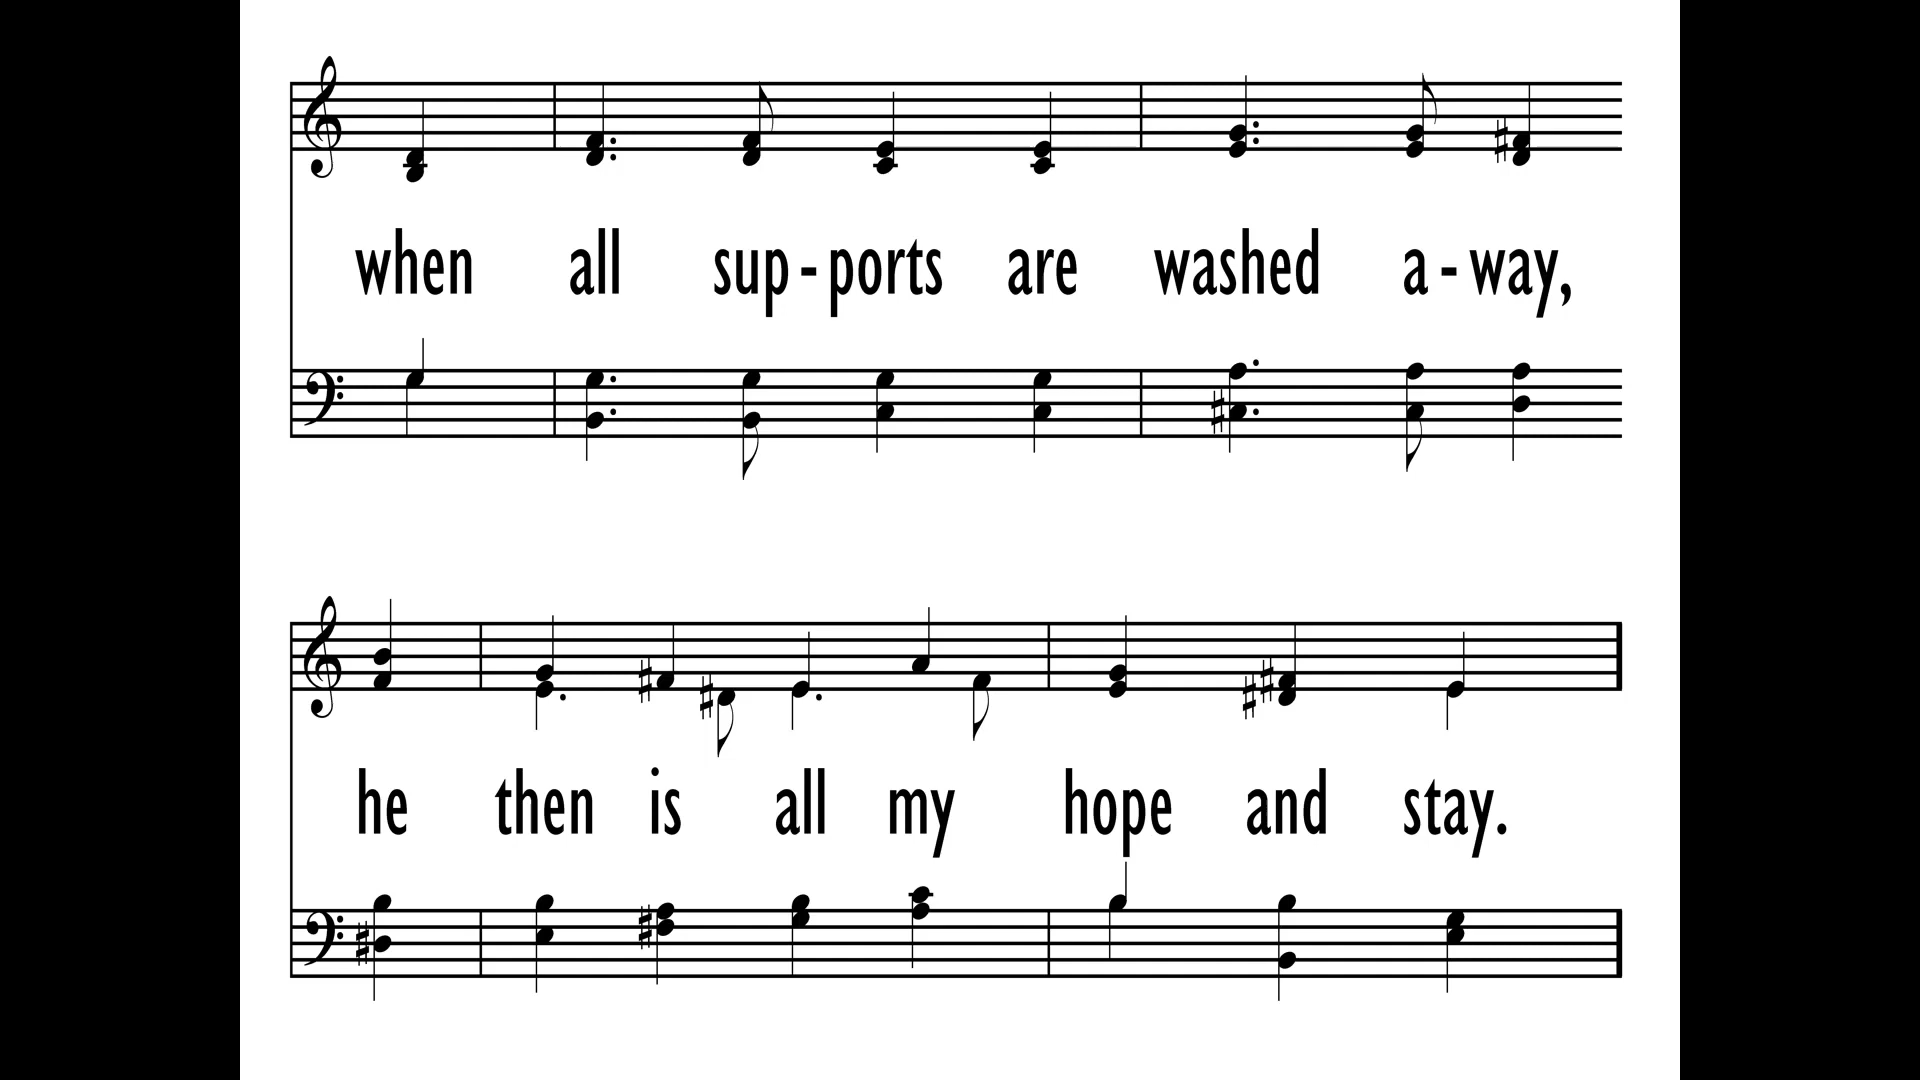 when all sup-ports are washed a-way,
he then is all my hope and stay.